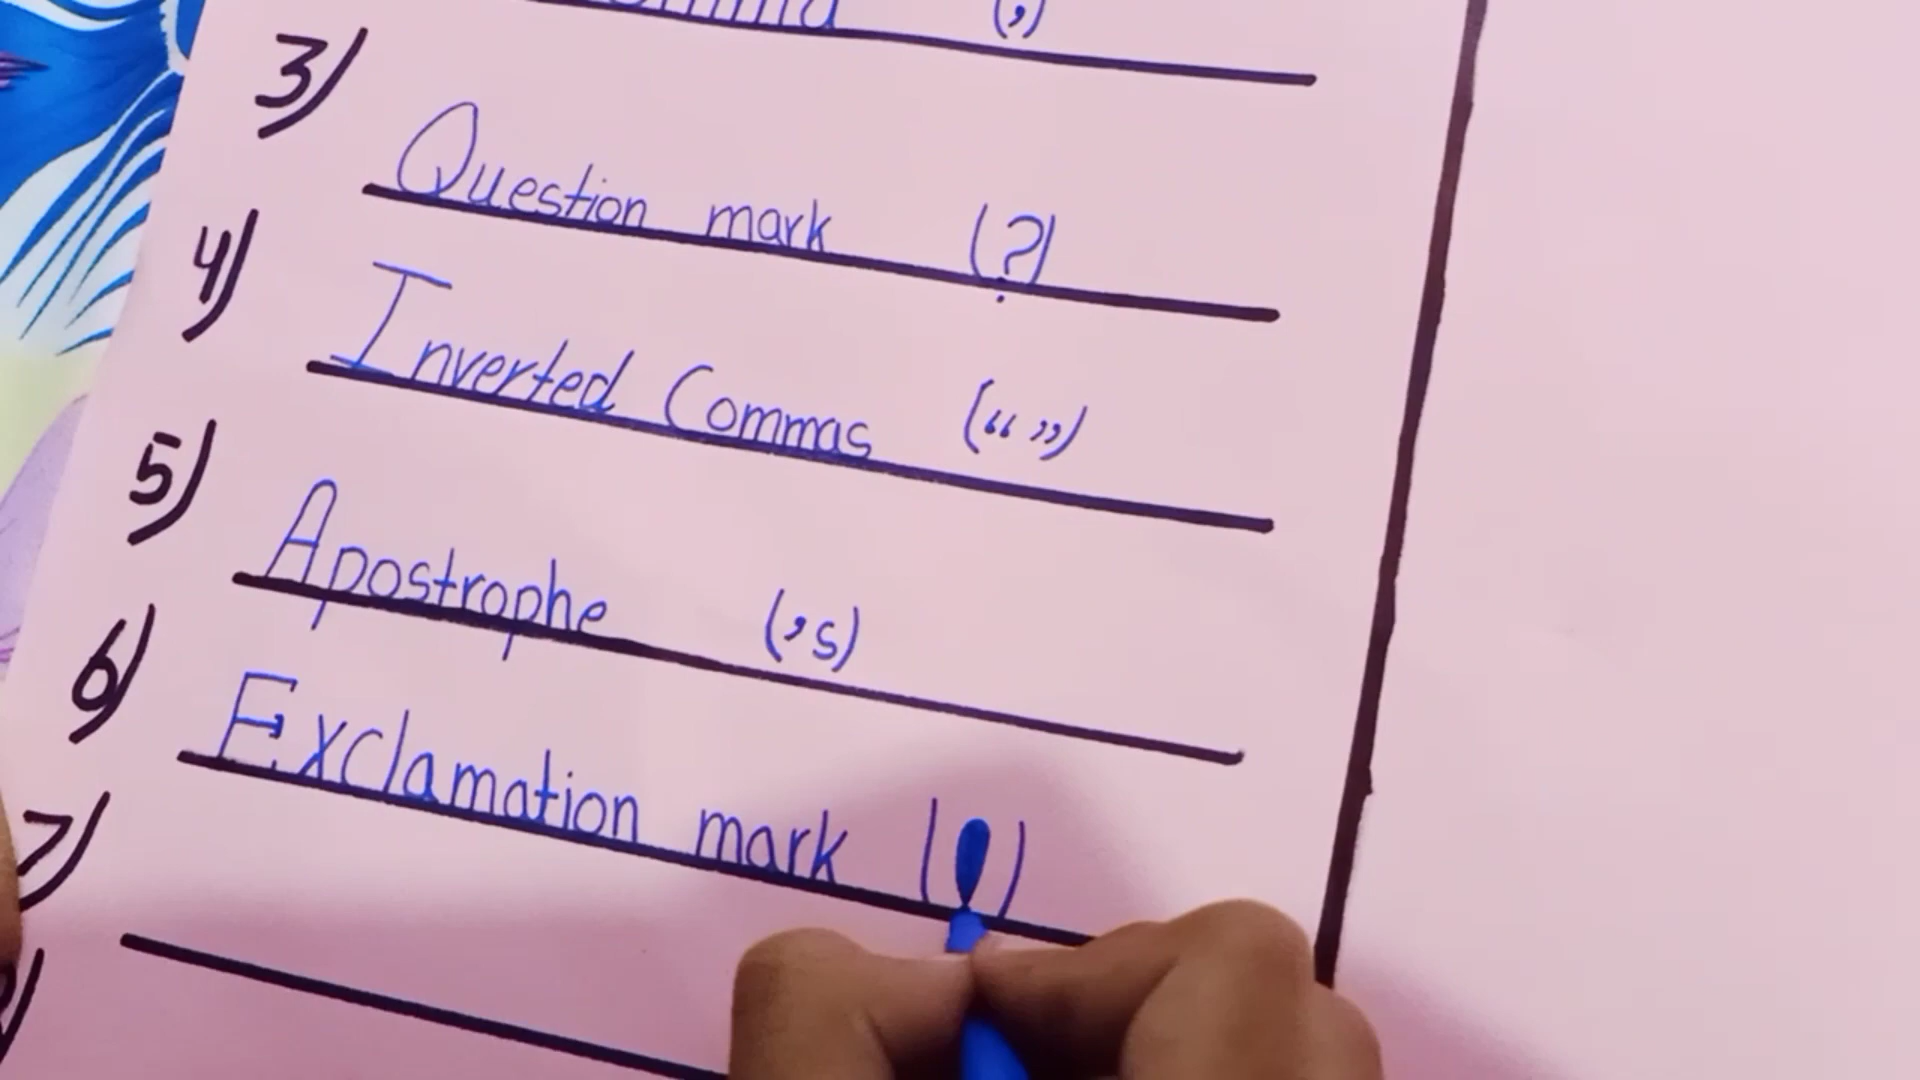 (,)
3)
Question mark (?)
4)
Inverted Commas (“ ”)
5)
Apostrophe (’s)
6)
Exclamation mark (!)
7)